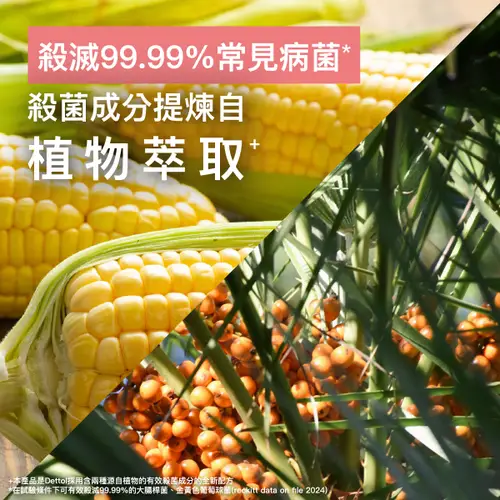 殺滅99.99%常見病菌*
殺菌成分提煉自
植物萃取+
+本產品是Dettol採用含兩種源自植物的有效殺菌成分的全新配方
*在試驗條件下可有效殺滅99.99%的大腸桿菌、金黃色葡萄球菌(reckitt data on file 2024)